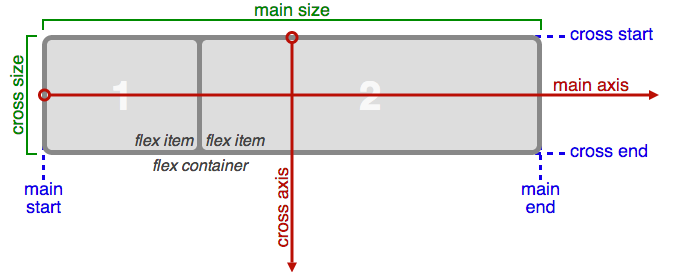 main size
cross start
cross size
1
2
main axis
flex item
flex item
cross end
flex container
main
start
cross axis
main
end